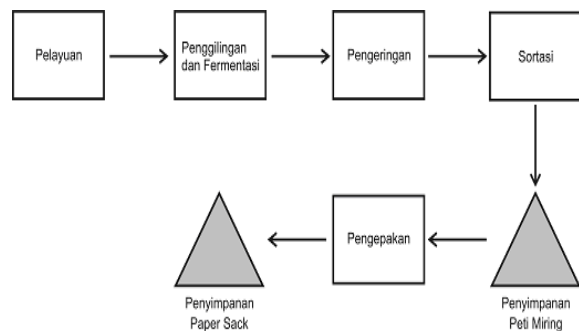 Pelayuan
Penggilingan
dan Fermentasi
Pengeringan
Sortasi
Pengepakan
Penyimpanan
Paper Sack
Penyimpanan
Peti Miring